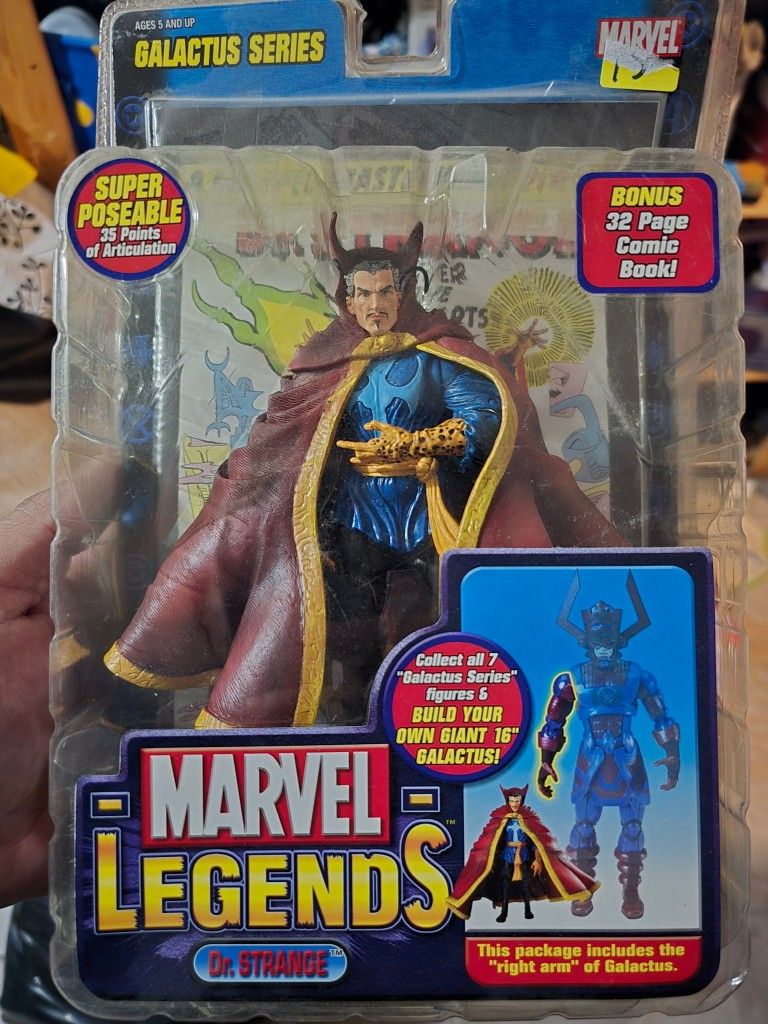 AGES 5 AND UP
GALACTUS SERIES
MARVEL
SUPER
POSEABLE
35 Points
of Articulation
BONUS
32 Page
Comic
Book!
Collect all 7
"Galactus Series"
figures &
BUILD YOUR
OWN GIANT 16"
GALACTUS!
MARVEL
LEGENDS™
Dr. STRANGE™
This package includes the
"right arm" of Galactus.